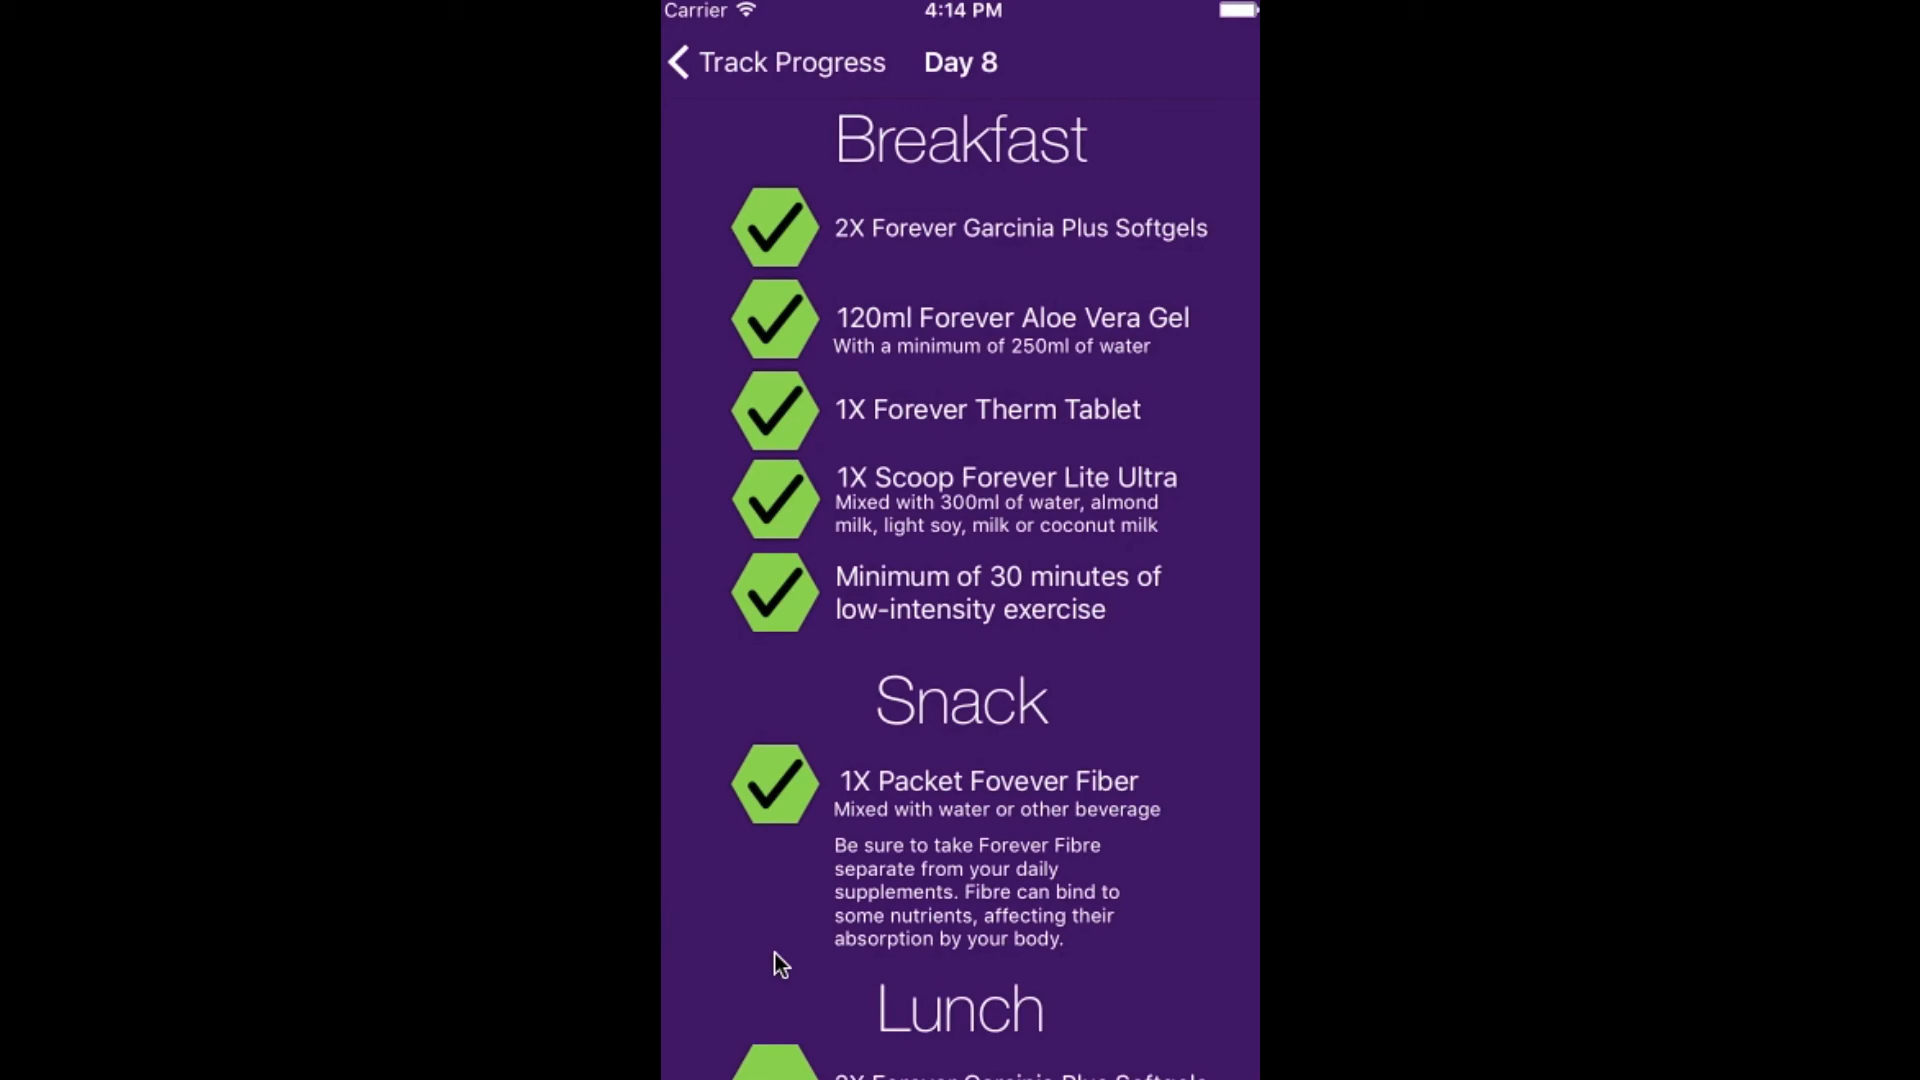 Carrier
4:14 PM
Track Progress
Day 8
Breakfast
2X Forever Garcinia Plus Softgels
120ml Forever Aloe Vera Gel
With a minimum of 250ml of water
1X Forever Therm Tablet
1X Scoop Forever Lite Ultra
Mixed with 300ml of water, almond
milk, light soy, milk or coconut milk
Minimum of 30 minutes of
low-intensity exercise
Snack
1X Packet Fovever Fiber
Mixed with water or other beverage
Be sure to take Forever Fibre
separate from your daily
supplements. Fibre can bind to
some nutrients, affecting their
absorption by your body.
Lunch
Forever Garcinia Plus Softgels